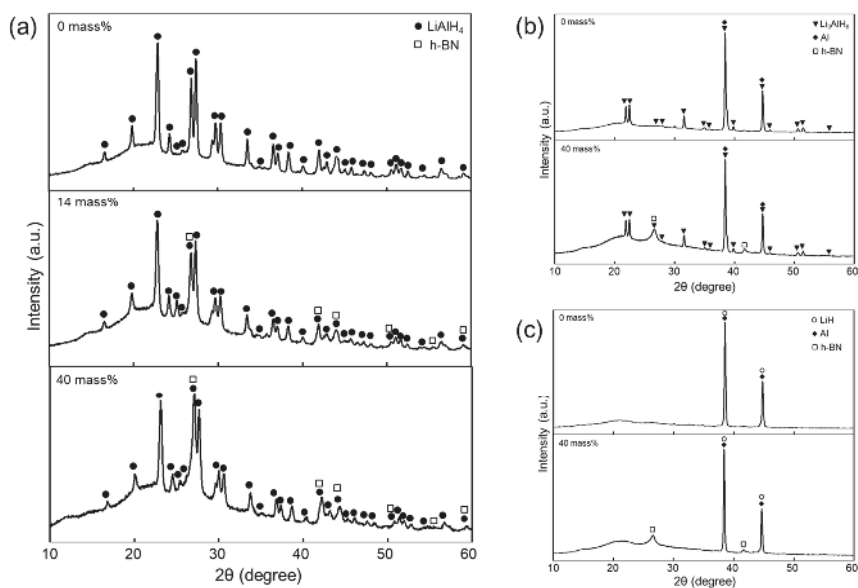 (a)
0 mass%
● LiAlH₄
□ h-BN
14 mass%
40 mass%
Intensity (a.u.)
10 20 30 40 50 60
2θ (degree)
(b)
0 mass%
▼ Li₃AlH₆
◆ Al
□ h-BN
40 mass%
Intensity (a.u.)
10 20 30 40 50 60
2θ (degree)
(c)
0 mass%
○ LiH
◆ Al
□ h-BN
40 mass%
Intensity (a.u.)
10 20 30 40 50 60
2θ (degree)